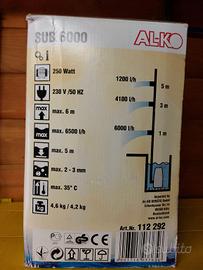 SUB 6000
AL-KO
250 Watt
230 V /50 HZ
max. 6 m
max. 6500 l/h
max. 5 m
max. 2 - 3 mm
max. 35° C
4,6 kg / 4,2 kg
1200 l/h
5 m
4100 l/h
3 m
6000 l/h
1 m
Art.Nr. 112 292
subito